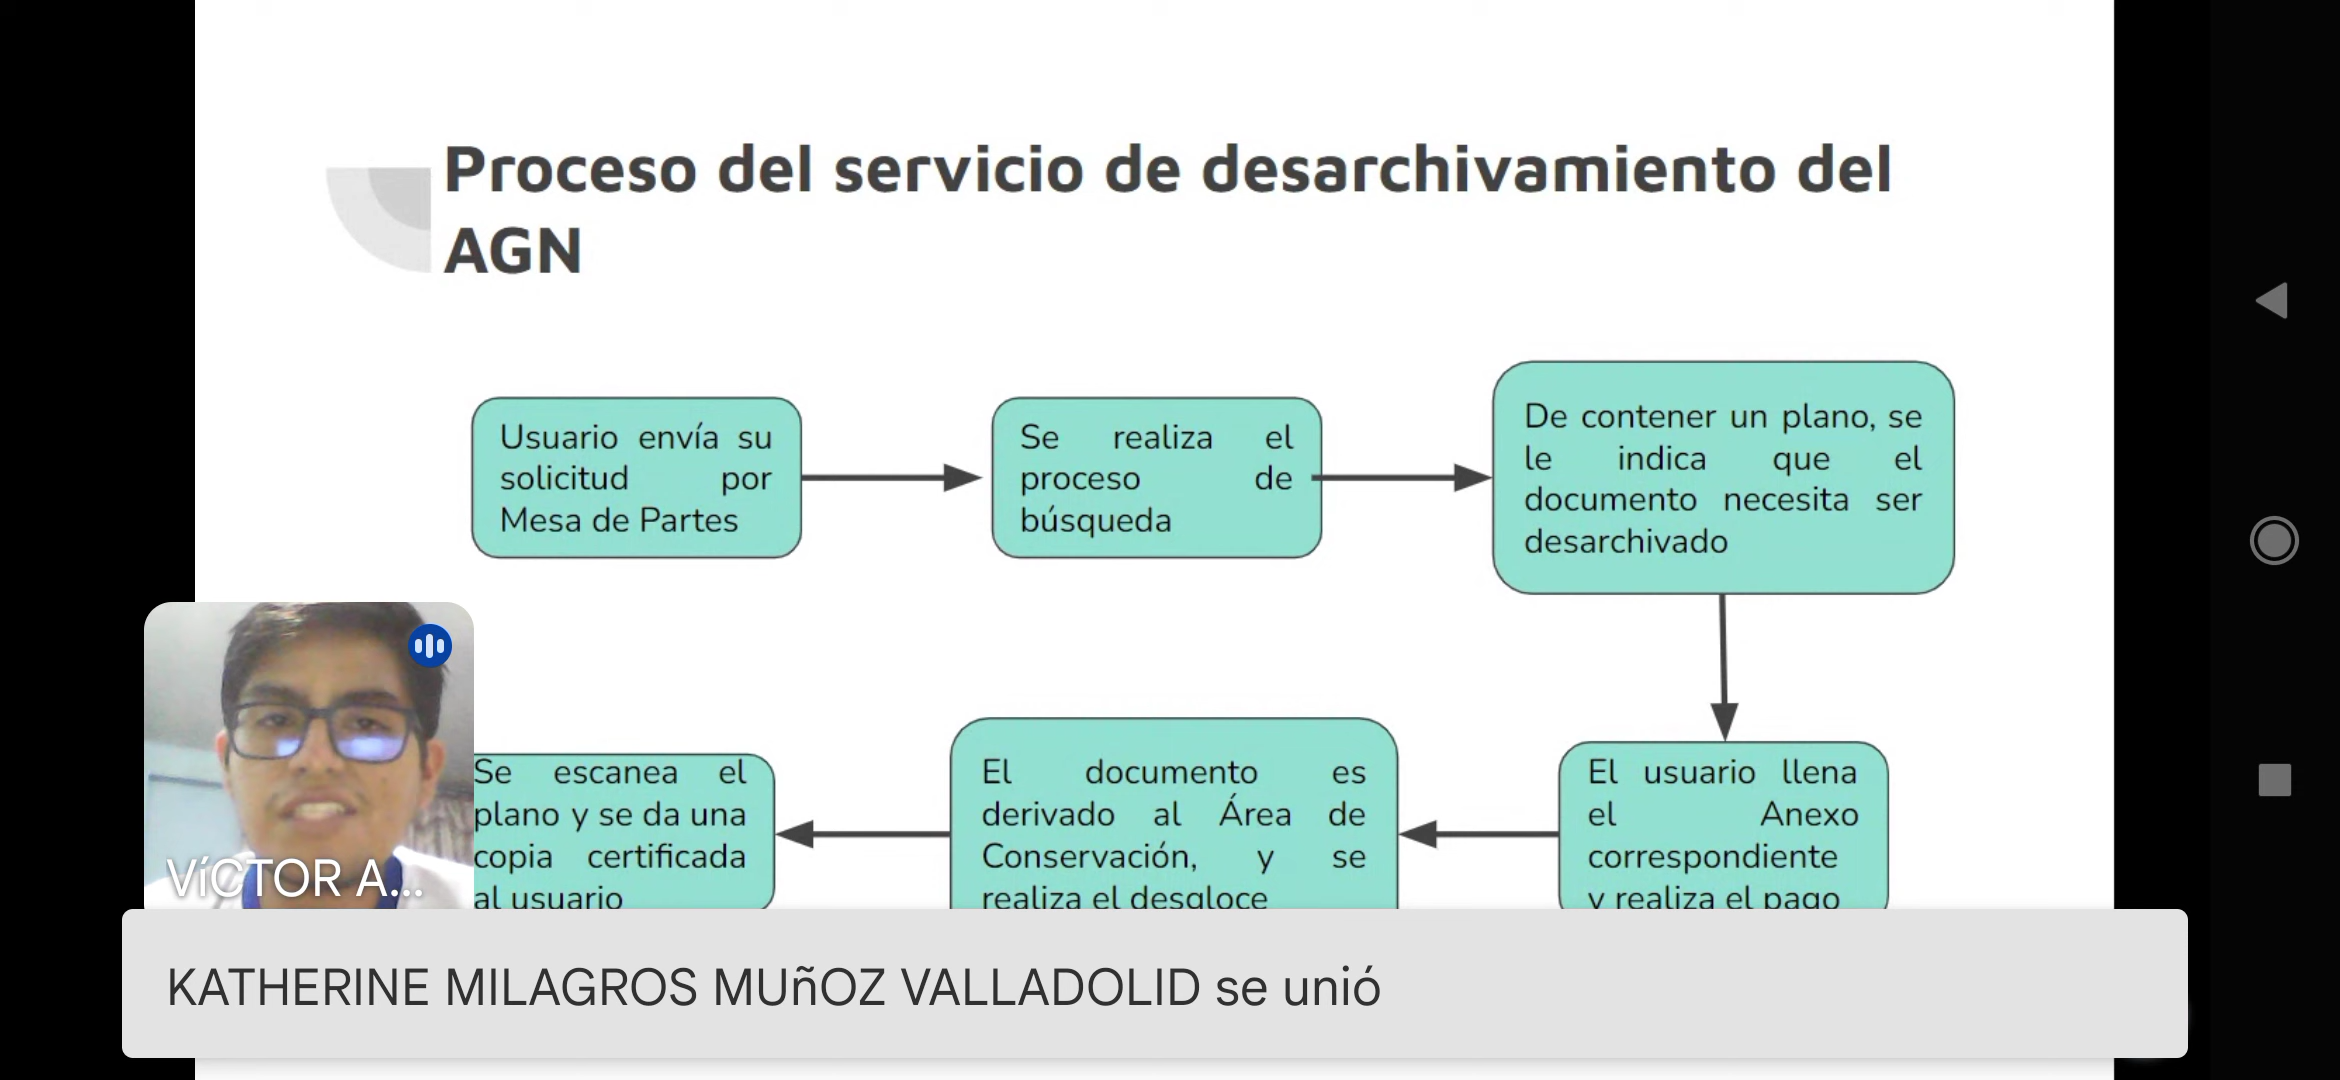 Proceso del servicio de desarchivamiento del
AGN
Usuario envía su
solicitud por
Mesa de Partes
Se realiza el
proceso de
búsqueda
De contener un plano, se
le indica que el
documento necesita ser
desarchivado
El usuario llena
el Anexo
correspondiente
y realiza el pago
El documento es
derivado al Área de
Conservación, y se
realiza el desgloce
Se escanea el
plano y se da una
copia certificada
al usuario
VíCTOR A...
KATHERINE MILAGROS MUñOZ VALLADOLID se unió